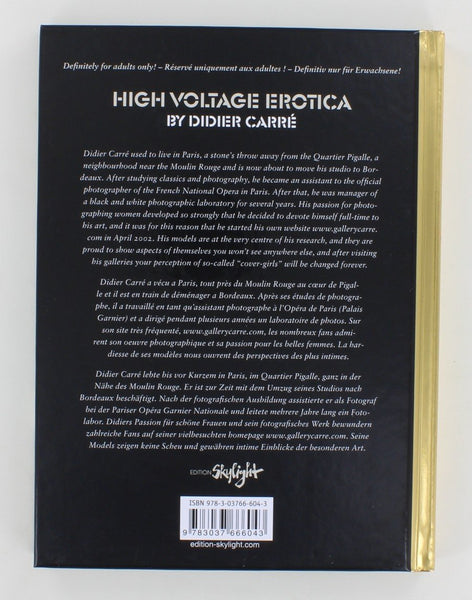 Definitely for adults only! – Réservé uniquement aux adultes ! – Definitiv nur für Erwachsene!
HIGH VOLTAGE EROTICA
BY DIDIER CARRÉ
Didier Carré used to live in Paris, a stone's throw away from the Quartier Pigalle, a
neighbourhood near the Moulin Rouge and is now about to move his studio to Bor-
deaux. After studying classics and photography, he became an assistant to the official
photographer of the French National Opera in Paris. After that, he was manager of
a black and white photographic laboratory for several years. His passion for photo-
graphing women developed so strongly that he decided to devote himself full-time to
his art, and it was for this reason that he started his own website www.gallerycarre.
com in April 2002. His models are at the very centre of his research, and they are
proud to show aspects of themselves you won't see anywhere else, and after visiting
his galleries your perception of so-called "cover-girls" will be changed forever.
Didier Carré a vécu a Paris, tout près du Moulin Rouge au cœur de Pigal-
le et il est en train de déménager a Bordeaux. Après ses études de photogra-
phe, il a travaillé en tant qu'assistant photographe à l'Opéra de Paris (Palais
Garnier) et a dirigé pendant plusieurs années un laboratoire de photos. Sur
son site très fréquenté, www.gallerycarre.com, les nombreux fans admi-
rent son oeuvre photographique et sa passion pour les belles femmes. La har-
diesse de ses modèles nous ouvrent des perspectives des plus intimes.
Didier Carré lebte bis vor Kurzem in Paris, im Quartier Pigalle, ganz in der
Nähe des Moulin Rouge. Er ist zur Zeit mit dem Umzug seines Studios nach
Bordeaux beschäftigt. Nach der fotografischen Ausbildung assistierte er als Fotograf
bei der Pariser Opéra Garnier Nationale und leitete mehrere Jahre lang ein Foto-
labor. Didiers Passion für schöne Frauen und sein fotografisches Werk bewundern
zahlreiche Fans auf seiner vielbesuchten homepage www.gallerycarre.com. Seine
Models zeigen keine Scheu und gewähren intime Einblicke der besonderen Art.
EDITION Skylight
ISBN 978-3-03766-604-3
9 783037 666043
edition-skylight.com